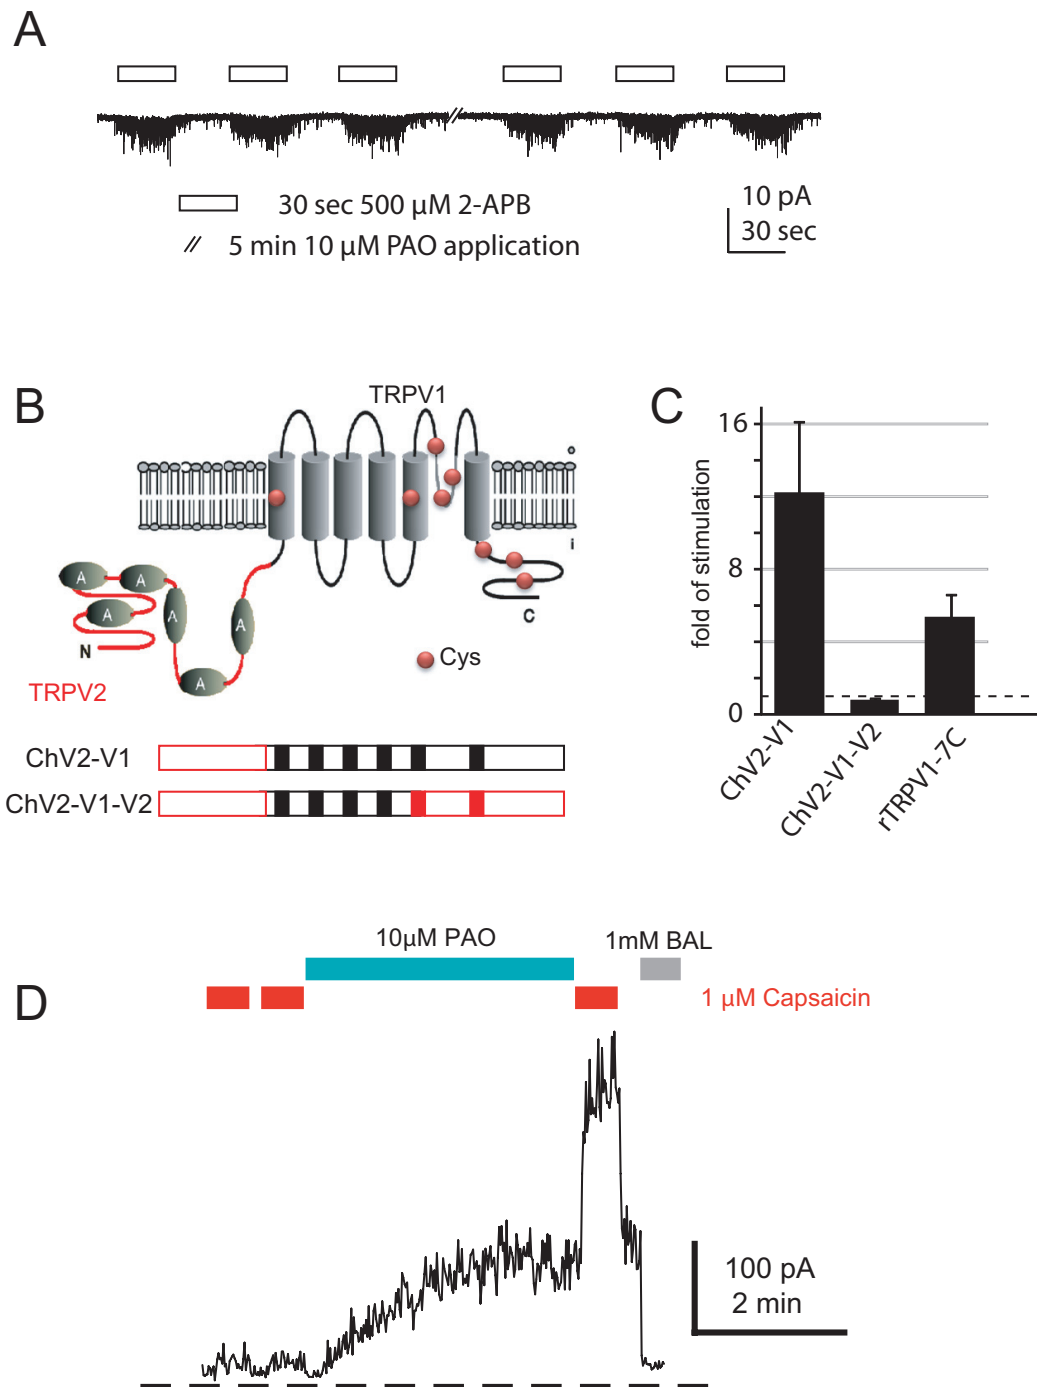 A
30 sec 500 μM 2-APB
// 5 min 10 μM PAO application
10 pA
30 sec
B
TRPV1
o
i
A
A
A
A
A
A
N
C
Cys
TRPV2
ChV2-V1
ChV2-V1-V2
C
fold of stimulation
16
8
0
ChV2-V1
ChV2-V1-V2
rTRPV1-7C
D
10μM PAO
1mM BAL
1 μM Capsaicin
100 pA
2 min